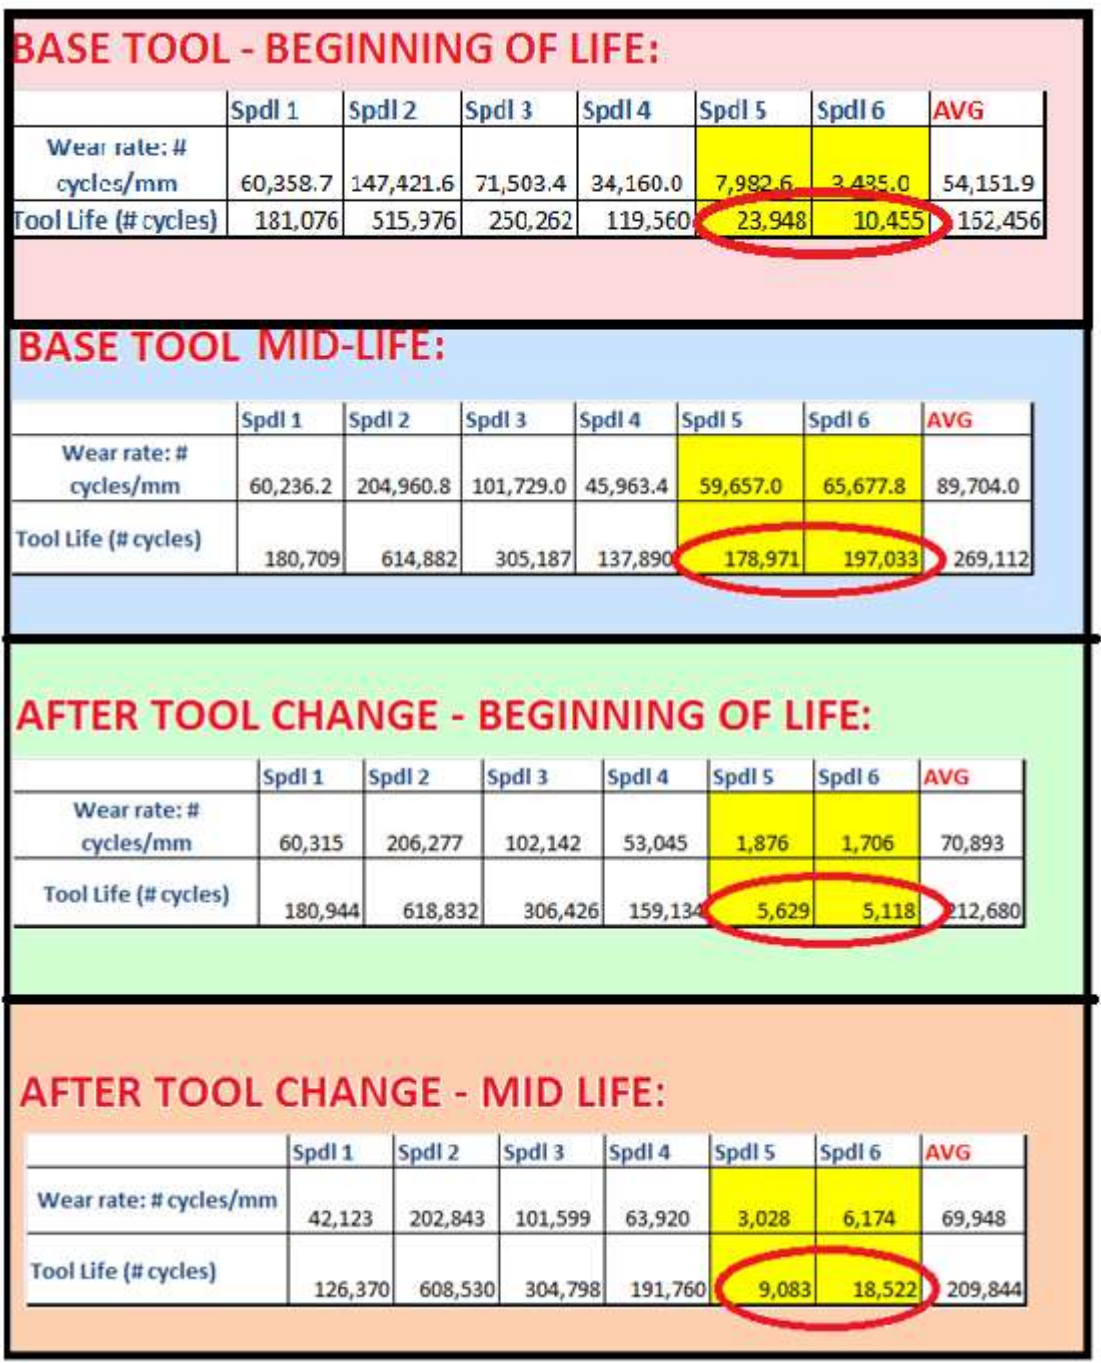 BASE TOOL - BEGINNING OF LIFE:
Spdl 1 Spdl 2 Spdl 3 Spdl 4 Spdl 5 Spdl 6 AVG
Wear rate: #
cycles/mm 60,358.7 147,421.6 71,503.4 34,160.0 7,982.6 3,485.0 54,151.9
Tool Life (# cycles) 181,076 515,976 250,262 119,560 23,948 10,455 162,456
BASE TOOL MID-LIFE:
Spdl 1 Spdl 2 Spdl 3 Spdl 4 Spdl 5 Spdl 6 AVG
Wear rate: #
cycles/mm 60,236.2 204,960.8 101,729.0 45,963.4 59,657.0 65,677.8 89,704.0
Tool Life (# cycles)
180,709 614,882 305,187 137,890 178,971 197,033 269,112
AFTER TOOL CHANGE - BEGINNING OF LIFE:
Spdl 1 Spdl 2 Spdl 3 Spdl 4 Spdl 5 Spdl 6 AVG
Wear rate: #
cycles/mm 60,315 206,277 102,142 53,045 1,876 1,706 70,893
Tool Life (# cycles)
180,944 618,832 306,426 159,134 5,629 5,118 212,680
AFTER TOOL CHANGE - MID LIFE:
Spdl 1 Spdl 2 Spdl 3 Spdl 4 Spdl 5 Spdl 6 AVG
Wear rate: # cycles/mm
42,123 202,843 101,599 63,920 3,028 6,174 69,948
Tool Life (# cycles)
126,370 608,530 304,798 191,760 9,083 18,522 209,844